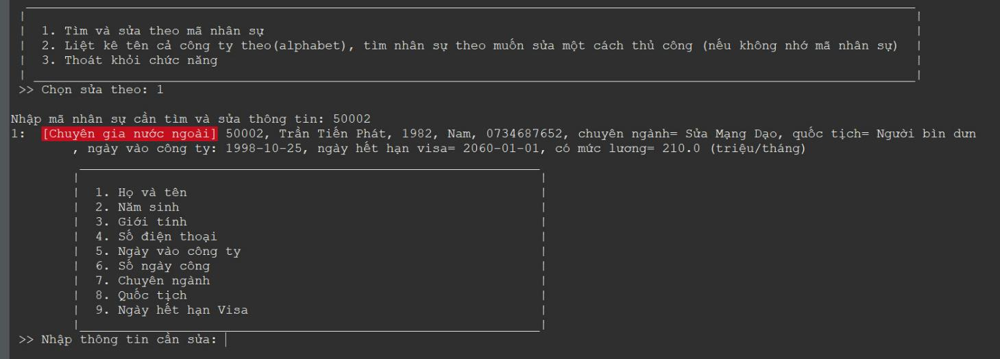 1. Tìm và sửa theo mã nhân sự
2. Liệt kê tên cả công ty theo(alphabet), tìm nhân sự theo muốn sửa một cách thủ công (nếu không nhớ mã nhân sự)
3. Thoát khỏi chức năng
>> Chọn sửa theo: 1
Nhập mã nhân sự cần tìm và sửa thông tin: 50002
1: [Chuyên gia nước ngoài] 50002, Trần Tiến Phát, 1982, Nam, 0734687652, chuyên ngành= Sửa Mạng Dạo, quốc tịch= Người bìn dưn
, ngày vào công ty: 1998-10-25, ngày hết hạn visa= 2060-01-01, có mức lương= 210.0 (triệu/tháng)
1. Họ và tên
2. Năm sinh
3. Giới tính
4. Số điện thoại
5. Ngày vào công ty
6. Số ngày công
7. Chuyên ngành
8. Quốc tịch
9. Ngày hết hạn Visa
>> Nhập thông tin cần sửa: